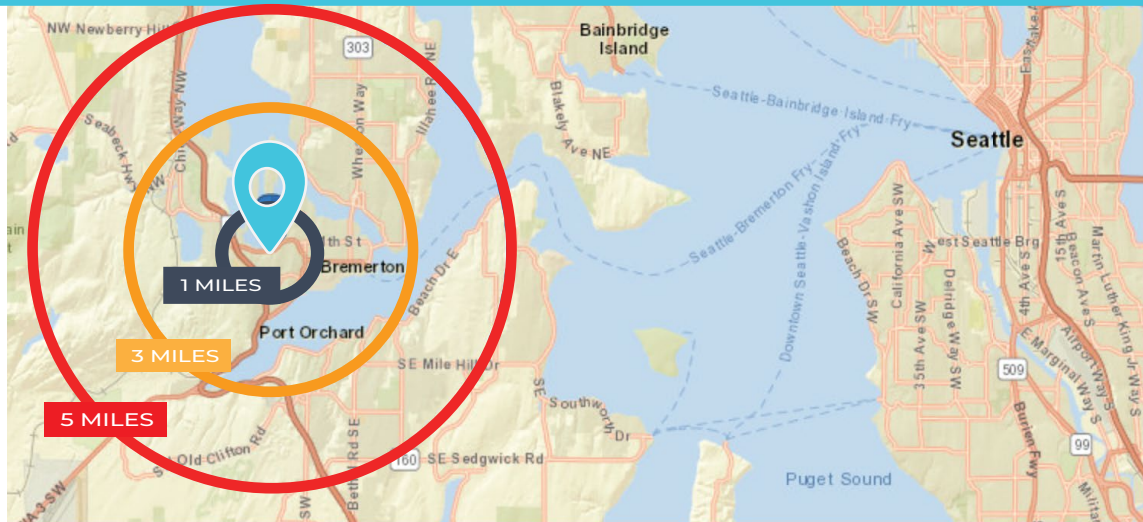 NW Newberry Hill
303
Bainbridge
Island
Illahee Rd NE
Wheaton Way
Seabeck Hwy NW
Blakely Ave NE
Seattle-Bainbridge Island-Fry
Seattle
Seattle-Bremerton Fry
Downtown Seattle-Vashon Island-Fry
11th St
Bremerton
1 MILES
Beach Dr E
Port Orchard
3 MILES
SE Mile Hill Dr
5 MILES
SE Southworth Dr
Old Clifton Rd
Bethel Rd SE
160
SE Sedgwick Rd
SW
Puget Sound
Beach Dr SW
California Ave SW
35th Ave SW
Delridge Way SW
West Seattle Brg
4th Ave S
15th Ave S
Beacon Ave S
Martin Luther King Jr Way S
Airport Way S
E Marginal Way S
509
Burien Fwy
99